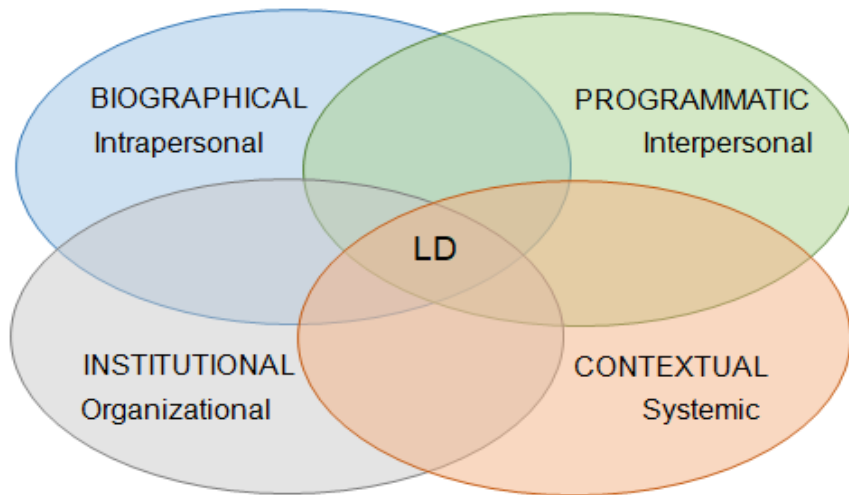 BIOGRAPHICAL
Intrapersonal
PROGRAMMATIC
Interpersonal
LD
INSTITUTIONAL
Organizational
CONTEXTUAL
Systemic